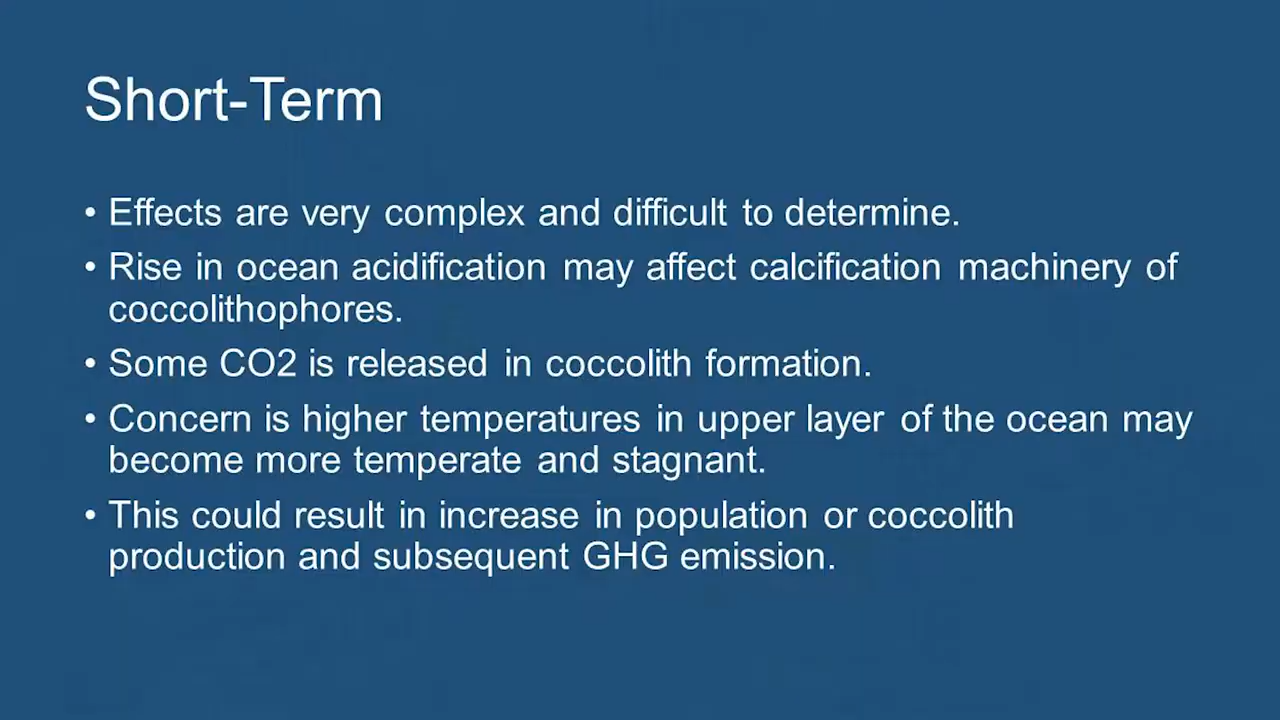 Short-Term
• Effects are very complex and difficult to determine.
• Rise in ocean acidification may affect calcification machinery of
coccolithophores.
• Some CO2 is released in coccolith formation.
• Concern is higher temperatures in upper layer of the ocean may
become more temperate and stagnant.
• This could result in increase in population or coccolith
production and subsequent GHG emission.